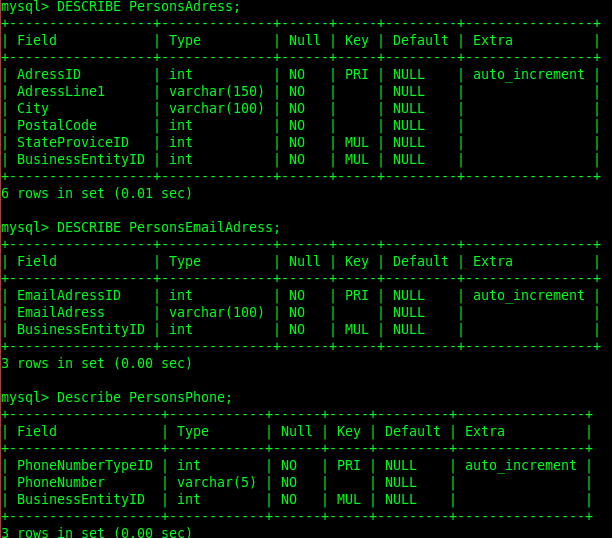 mysql> DESCRIBE PersonsAdress;
+------------------+--------------+------+-----+---------+----------------+
| Field            | Type         | Null | Key | Default | Extra          |
+------------------+--------------+------+-----+---------+----------------+
| AdressID         | int          | NO   | PRI | NULL    | auto_increment |
| AdressLine1      | varchar(150) | NO   |     | NULL    |                |
| City             | varchar(100) | NO   |     | NULL    |                |
| PostalCode       | int          | NO   |     | NULL    |                |
| StateProviceID   | int          | NO   | MUL | NULL    |                |
| BusinessEntityID | int          | NO   | MUL | NULL    |                |
+------------------+--------------+------+-----+---------+----------------+
6 rows in set (0.01 sec)
mysql> DESCRIBE PersonsEmailAdress;
+------------------+--------------+------+-----+---------+----------------+
| Field            | Type         | Null | Key | Default | Extra          |
+------------------+--------------+------+-----+---------+----------------+
| EmailAdressID    | int          | NO   | PRI | NULL    | auto_increment |
| EmailAdress      | varchar(100) | NO   |     | NULL    |                |
| BusinessEntityID | int          | NO   | MUL | NULL    |                |
+------------------+--------------+------+-----+---------+----------------+
3 rows in set (0.00 sec)
mysql> Describe PersonsPhone;
+-------------------+------------+------+-----+---------+----------------+
| Field             | Type       | Null | Key | Default | Extra          |
+-------------------+------------+------+-----+---------+----------------+
| PhoneNumberTypeID | int        | NO   | PRI | NULL    | auto_increment |
| PhoneNumber       | varchar(5) | NO   |     | NULL    |                |
| BusinessEntityID  | int        | NO   | MUL | NULL    |                |
+-------------------+------------+------+-----+---------+----------------+
3 rows in set (0.00 sec)